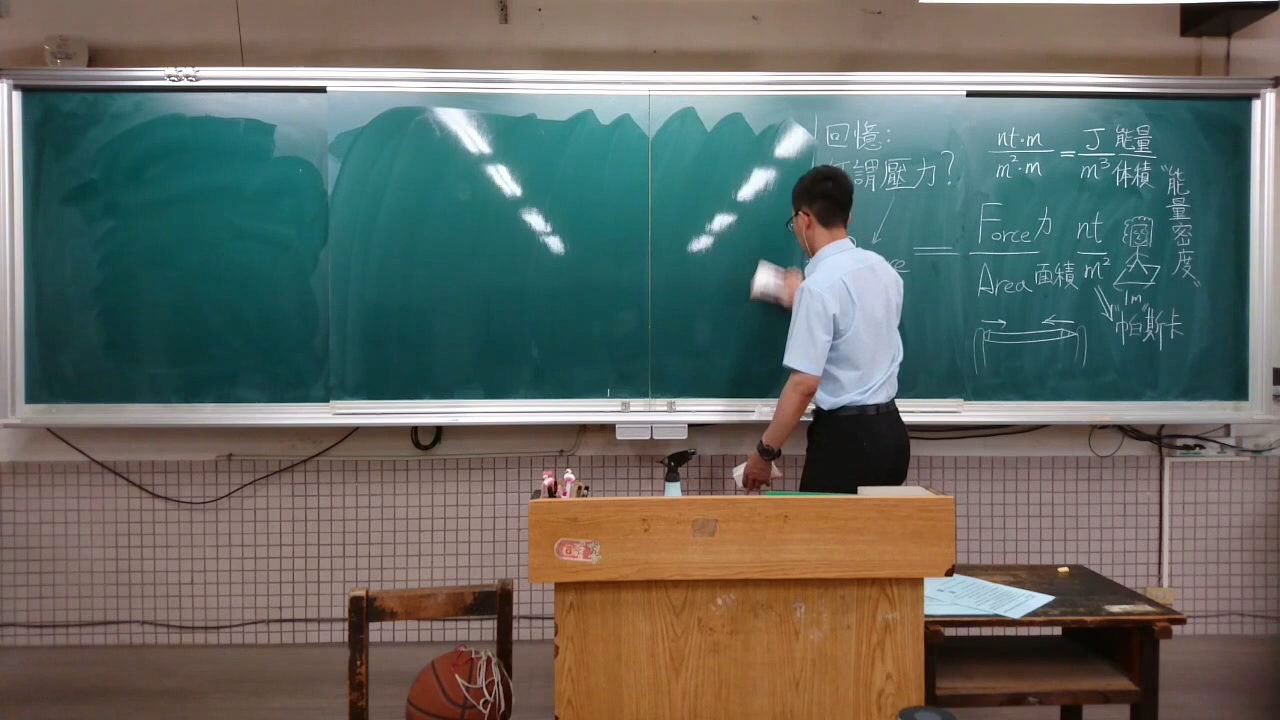 回憶:
謂壓力?
= Force 力 / Area 面積 nt / m²
1m
"帕"斯卡
nt·m / m²·m = J / m³ 能量 / 体積
"能量密度"